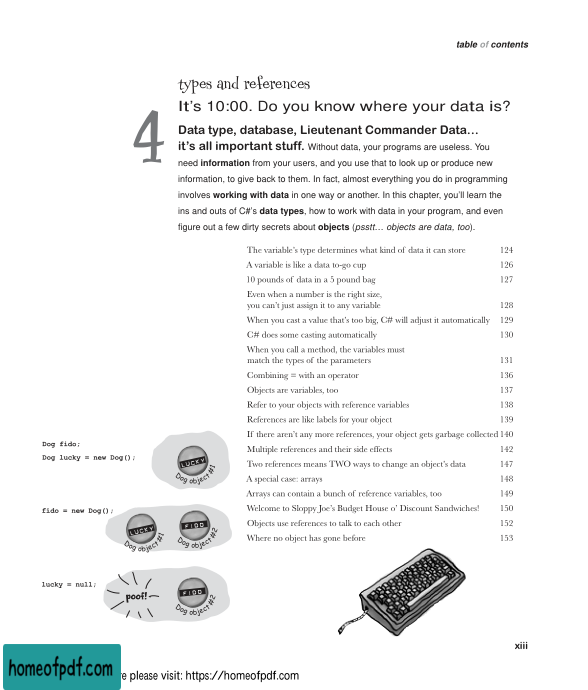 table of contents
types and references
It's 10:00. Do you know where your data is?
4
Data type, database, Lieutenant Commander Data…
it's all important stuff. Without data, your programs are useless. You
need information from your users, and you use that to look up or produce new
information, to give back to them. In fact, almost everything you do in programming
involves working with data in one way or another. In this chapter, you'll learn the
ins and outs of C#'s data types, how to work with data in your program, and even
figure out a few dirty secrets about objects (psstt… objects are data, too).
The variable's type determines what kind of data it can store 124
A variable is like a data to-go cup 126
10 pounds of data in a 5 pound bag 127
Even when a number is the right size,
you can't just assign it to any variable 128
When you cast a value that's too big, C# will adjust it automatically 129
C# does some casting automatically 130
When you call a method, the variables must
match the types of the parameters 131
Combining = with an operator 136
Objects are variables, too 137
Refer to your objects with reference variables 138
References are like labels for your object 139
If there aren't any more references, your object gets garbage collected 140
Multiple references and their side effects 142
Two references means TWO ways to change an object's data 147
A special case: arrays 148
Arrays can contain a bunch of reference variables, too 149
Welcome to Sloppy Joe's Budget House o' Discount Sandwiches! 150
Objects use references to talk to each other 152
Where no object has gone before 153
Dog fido;
Dog lucky = new Dog();
LUCKY
Dog object #1
fido = new Dog();
LUCKY
Dog object #1
FIDO
Dog object #2
lucky = null;
poof!
FIDO
Dog object #2
xiii
homeofpdf.com
e please visit: https://homeofpdf.com